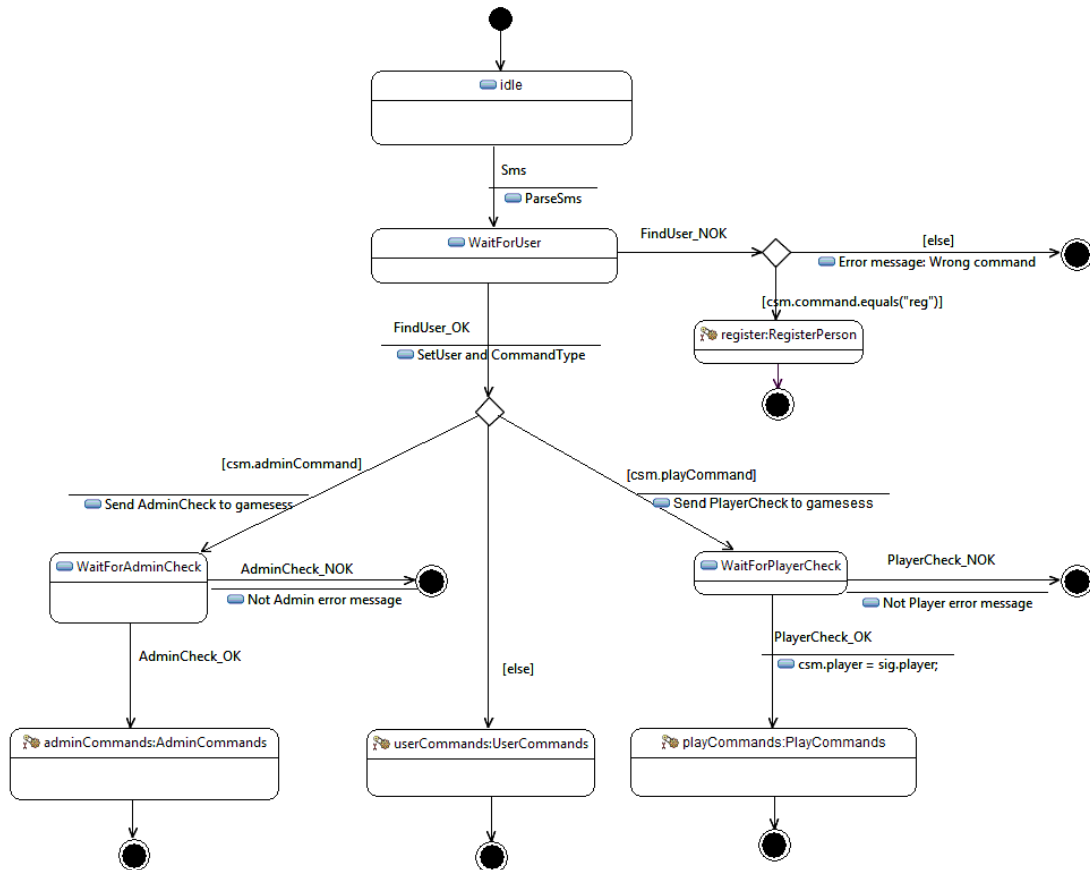 idle
Sms
ParseSms
WaitForUser
FindUser_NOK
[else]
Error message: Wrong command
[csm.command.equals("reg")]
register:RegisterPerson
FindUser_OK
SetUser and CommandType
[csm.adminCommand]
Send AdminCheck to gamesess
[csm.playCommand]
Send PlayerCheck to gamesess
WaitForAdminCheck
AdminCheck_NOK
Not Admin error message
WaitForPlayerCheck
PlayerCheck_NOK
Not Player error message
AdminCheck_OK
[else]
PlayerCheck_OK
csm.player = sig.player;
adminCommands:AdminCommands
userCommands:UserCommands
playCommands:PlayCommands